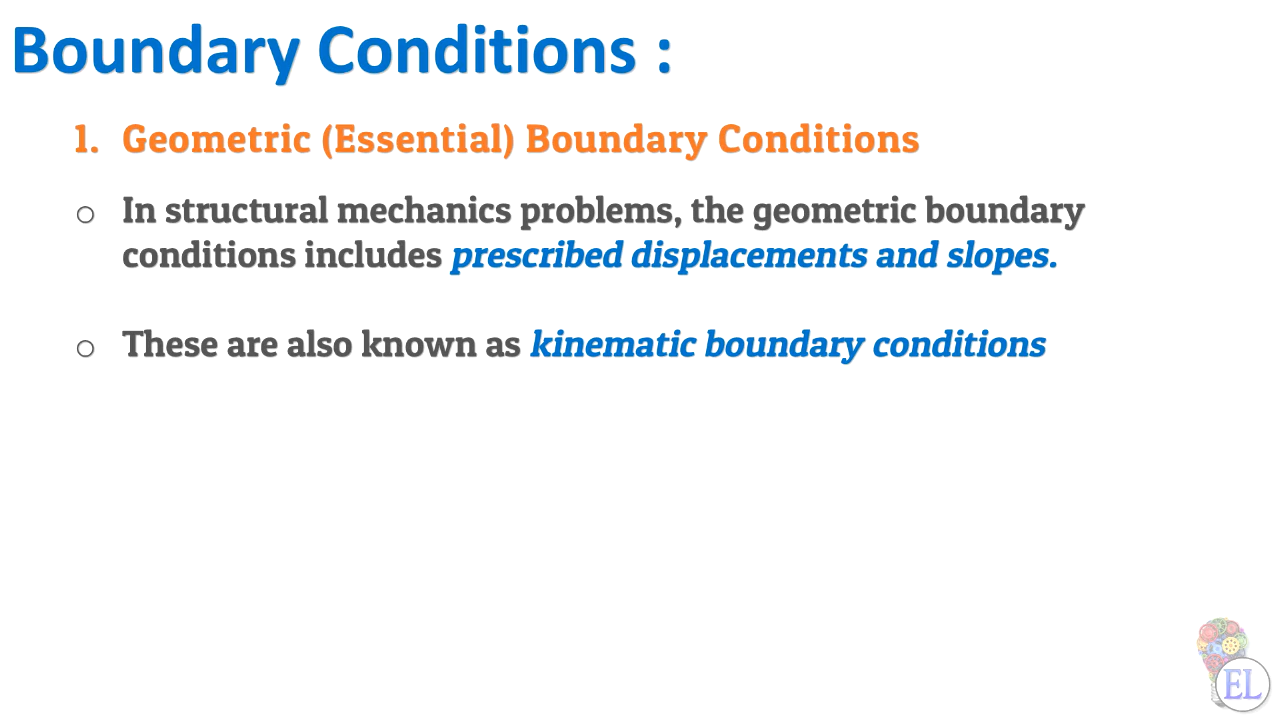 Boundary Conditions :
1. Geometric (Essential) Boundary Conditions
o In structural mechanics problems, the geometric boundary
conditions includes prescribed displacements and slopes.
o These are also known as kinematic boundary conditions
EL